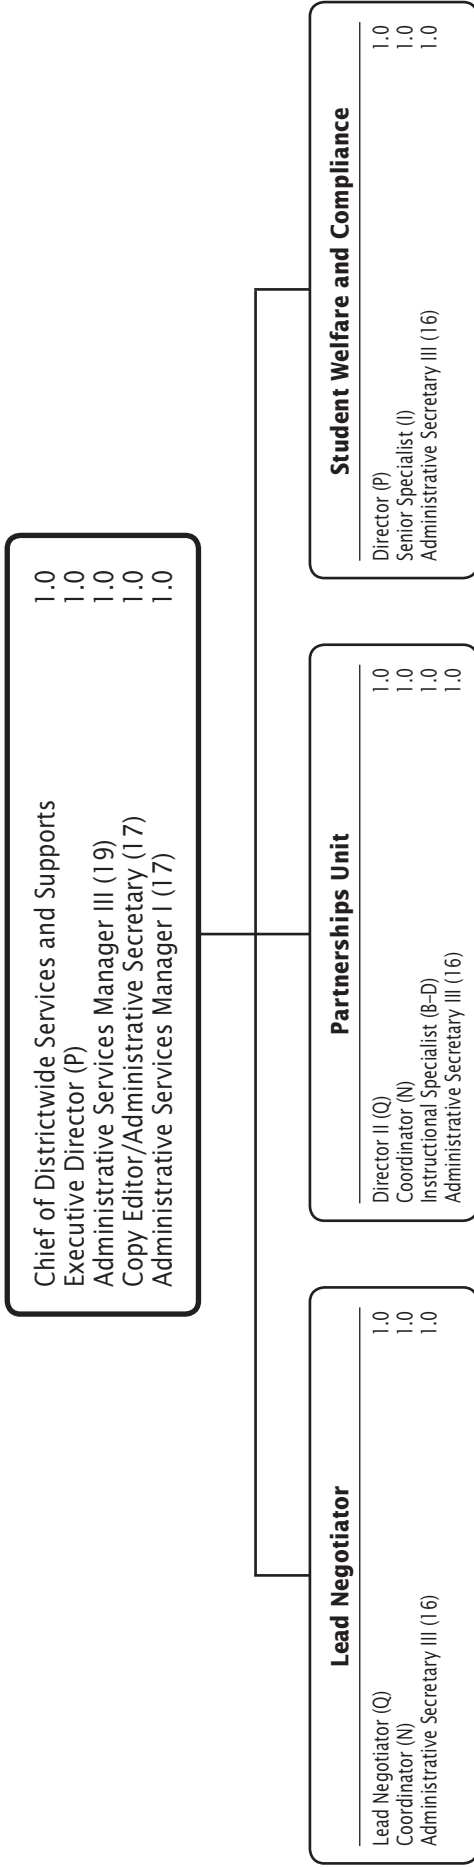 Chief of Districtwide Services and Supports 1.0
Executive Director (P) 1.0
Administrative Services Manager III (19) 1.0
Copy Editor/Administrative Secretary (17) 1.0
Administrative Services Manager I (17) 1.0
Lead Negotiator
Lead Negotiator (Q) 1.0
Coordinator (N) 1.0
Administrative Secretary III (16) 1.0
Partnerships Unit
Director II (Q) 1.0
Coordinator (N) 1.0
Instructional Specialist (B–D) 1.0
Administrative Secretary III (16) 1.0
Student Welfare and Compliance
Director (P) 1.0
Senior Specialist (I) 1.0
Administrative Secretary III (16) 1.0